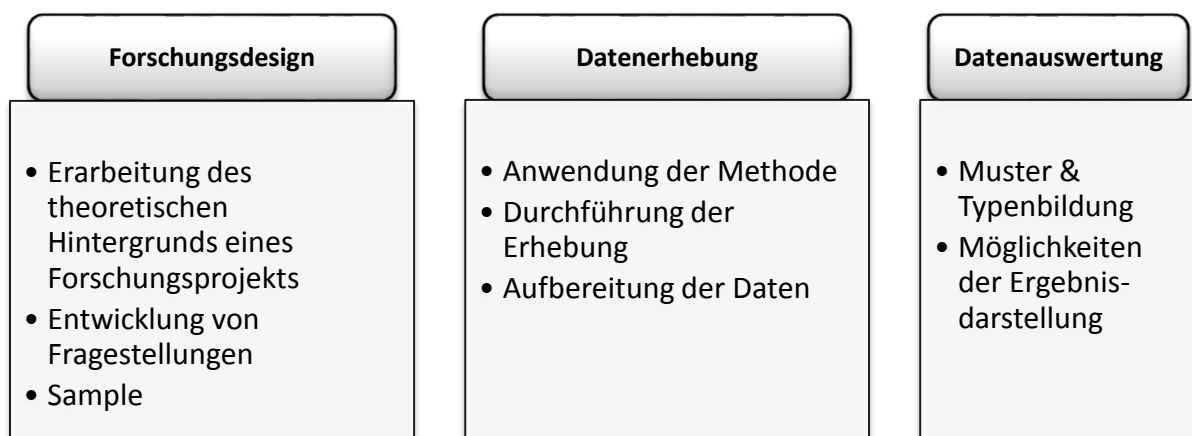 Forschungsdesign
• Erarbeitung des
theoretischen
Hintergrunds eines
Forschungsprojekts
• Entwicklung von
Fragestellungen
• Sample
Datenerhebung
• Anwendung der Methode
• Durchführung der
Erhebung
• Aufbereitung der Daten
Datenauswertung
• Muster &
Typenbildung
• Möglichkeiten
der Ergebnis-
darstellung